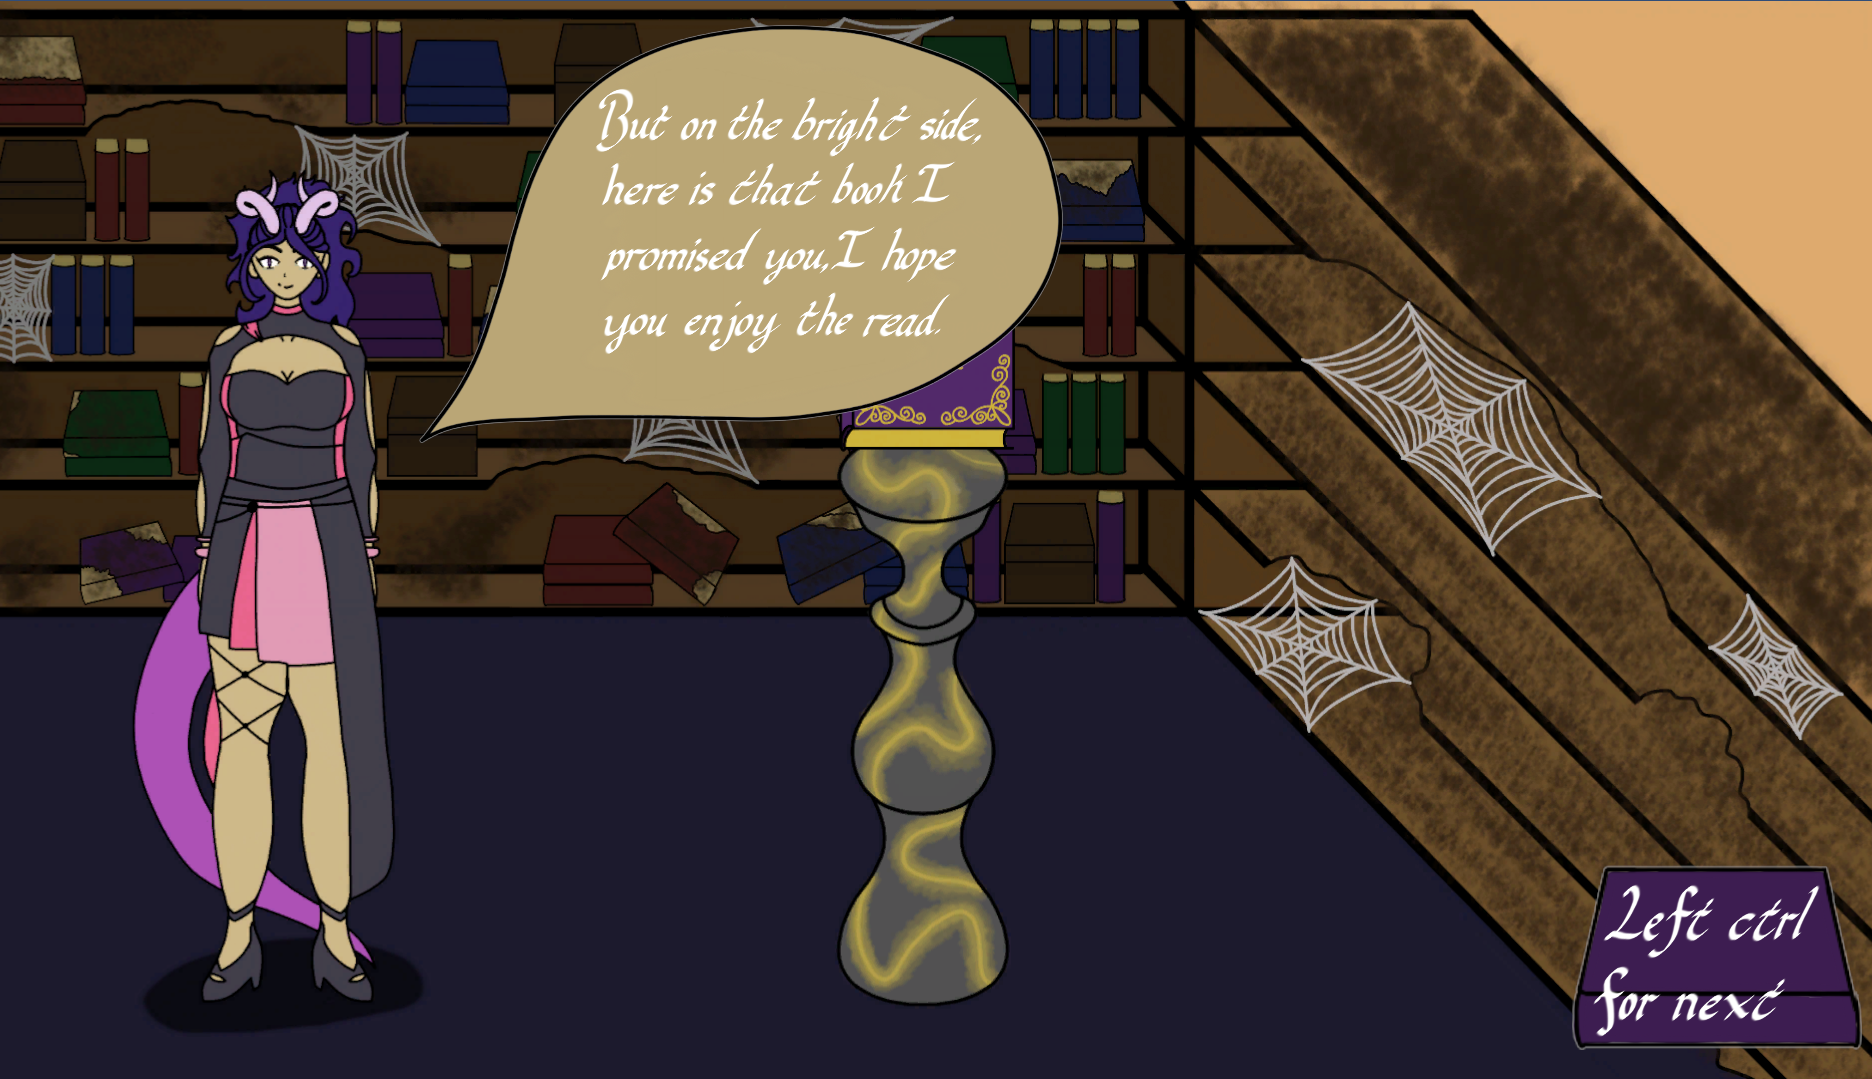 But on the bright side,
here is that book I
promised you,I hope
you enjoy the read.
Left ctrl
for next